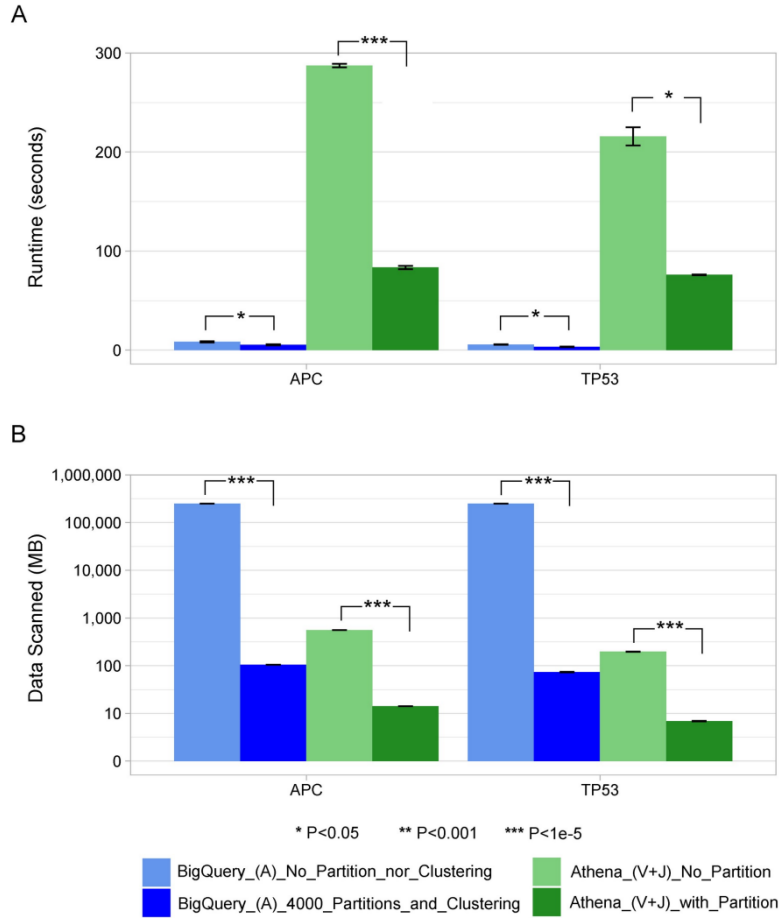 A
Runtime (seconds)
300
200
100
0
***
*
*
*
APC
TP53
B
Data Scanned (MB)
1,000,000
100,000
10,000
1,000
100
10
0
***
***
***
***
APC
TP53
* P<0.05 ** P<0.001 *** P<1e-5
BigQuery_(A)_No_Partition_nor_Clustering
Athena_(V+J)_No_Partition
BigQuery_(A)_4000_Partitions_and_Clustering
Athena_(V+J)_with_Partition